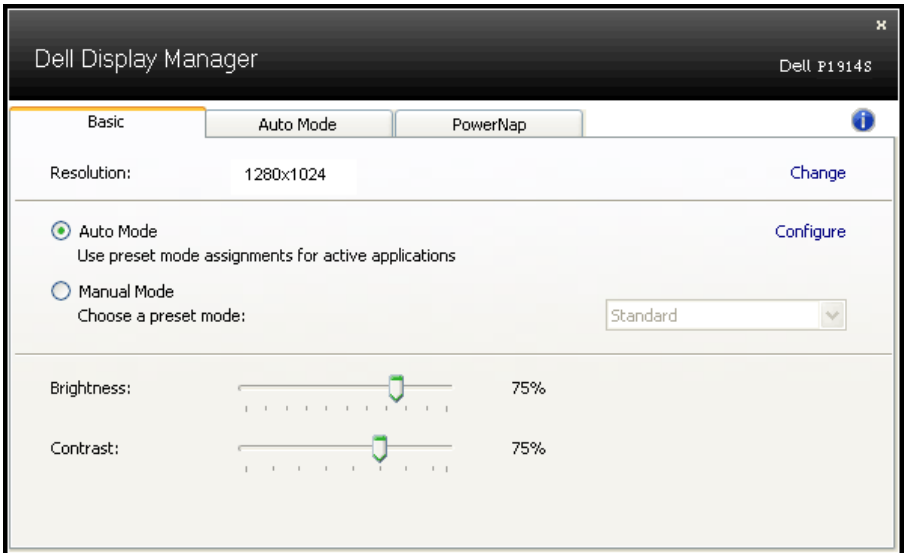 x
Dell Display Manager
Dell P1914S
Basic Auto Mode PowerNap
Resolution: 1280x1024 Change
Auto Mode Configure
Use preset mode assignments for active applications
Manual Mode
Choose a preset mode: Standard
Brightness: 75%
Contrast: 75%